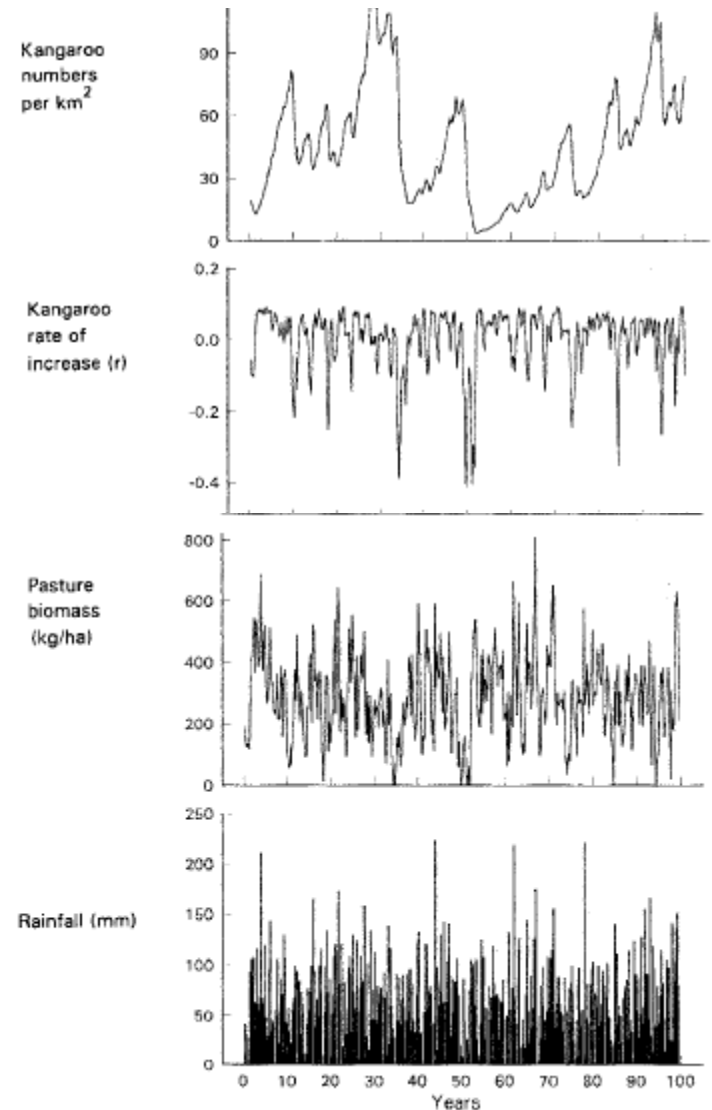 Kangaroo
numbers
per km2
90
60
30
0
Kangaroo
rate of
increase (r)
0.2
0.0
-0.2
-0.4
Pasture
biomass
(kg/ha)
800
600
400
200
0
Rainfall (mm)
250
200
150
100
50
0
0 10 20 30 40 50 60 70 80 90 100
Years